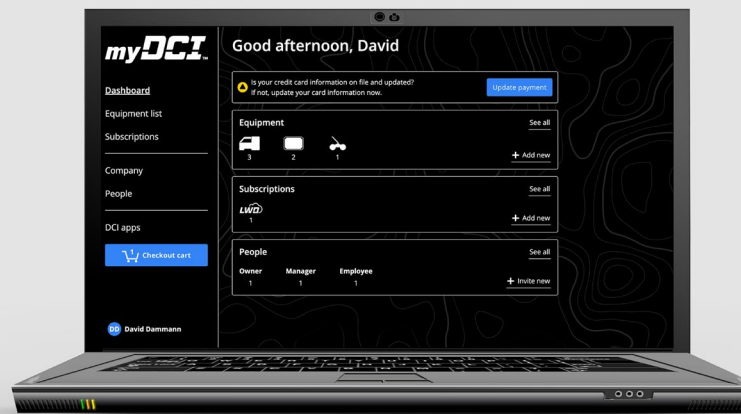 myDCI™
Dashboard
Equipment list
Subscriptions
Company
People
DCI apps
1
Checkout cart
DD David Dammann
Good afternoon, David
Is your credit card information on file and updated?
If not, update your card information now.
Update payment
Equipment
See all
3 2 1
+ Add new
Subscriptions
See all
LWD
1
+ Add new
People
See all
Owner Manager Employee
1 1 1
+ Invite new